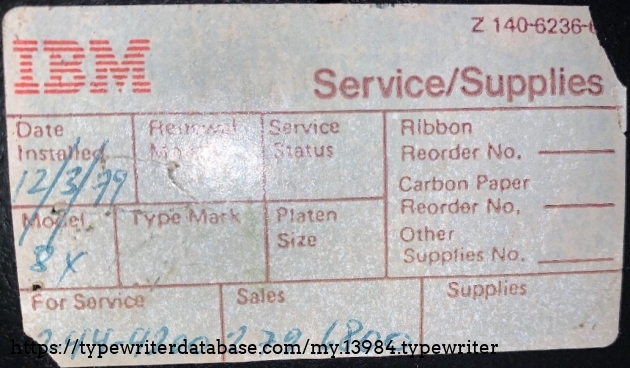 Z 140-6236-
IBM
Service/Supplies
Date Installed
12/3/79
Renewal
Service Status
Ribbon Reorder No.
Carbon Paper Reorder No.
Other Supplies No.
Model
8X
Type Mark
Platen Size
For Service
Sales
Supplies
https://typewriterdatabase.com/my.13984.typewriter